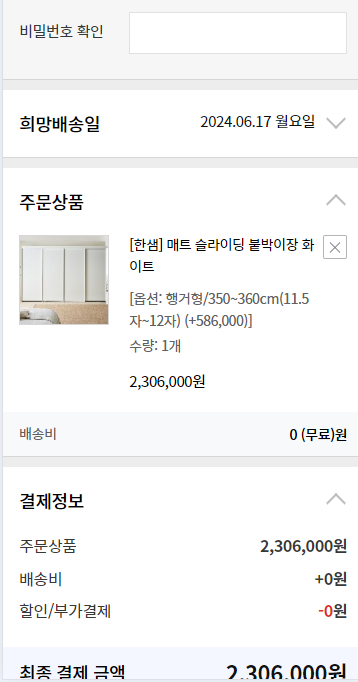 비밀번호 확인
희망배송일
2024.06.17 월요일
주문상품
[한샘] 매트 슬라이딩 붙박이장 화
이트
[옵션: 행거형/350~360cm(11.5
자~12자) (+586,000)]
수량: 1개
2,306,000원
배송비
0 (무료)원
결제정보
주문상품
2,306,000원
배송비
+0원
할인/부가결제
-0원
최종 결제 금액
2,306,000원